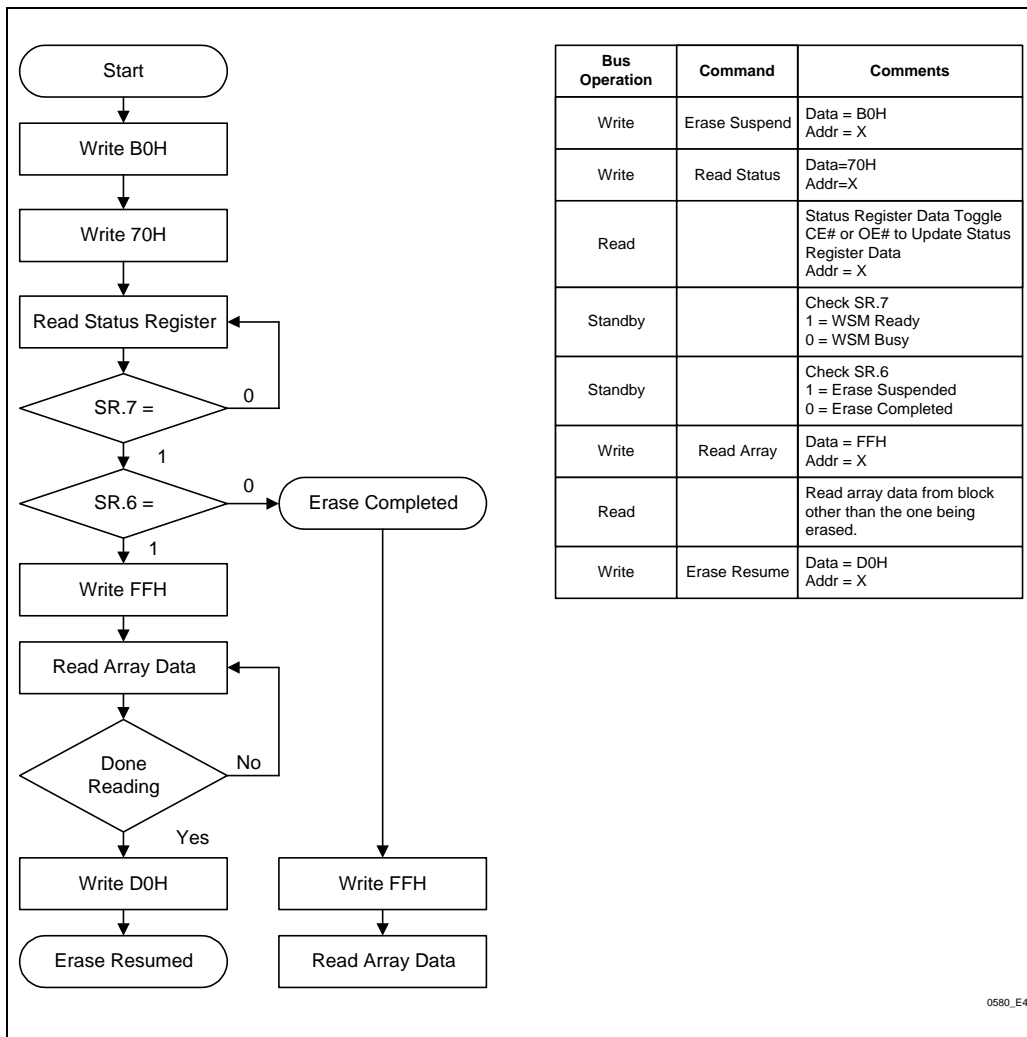 Start
Write B0H
Write 70H
Read Status Register
SR.7 =
0
1
SR.6 =
0
Erase Completed
1
Write FFH
Read Array Data
Done
Reading
No
Yes
Write D0H
Write FFH
Erase Resumed
Read Array Data
Bus
Operation
Command
Comments
Write
Erase Suspend
Data = B0H
Addr = X
Write
Read Status
Data=70H
Addr=X
Read
Status Register Data Toggle
CE# or OE# to Update Status
Register Data
Addr = X
Standby
Check SR.7
1 = WSM Ready
0 = WSM Busy
Standby
Check SR.6
1 = Erase Suspended
0 = Erase Completed
Write
Read Array
Data = FFH
Addr = X
Read
Read array data from block
other than the one being
erased.
Write
Erase Resume
Data = D0H
Addr = X
0580_E4